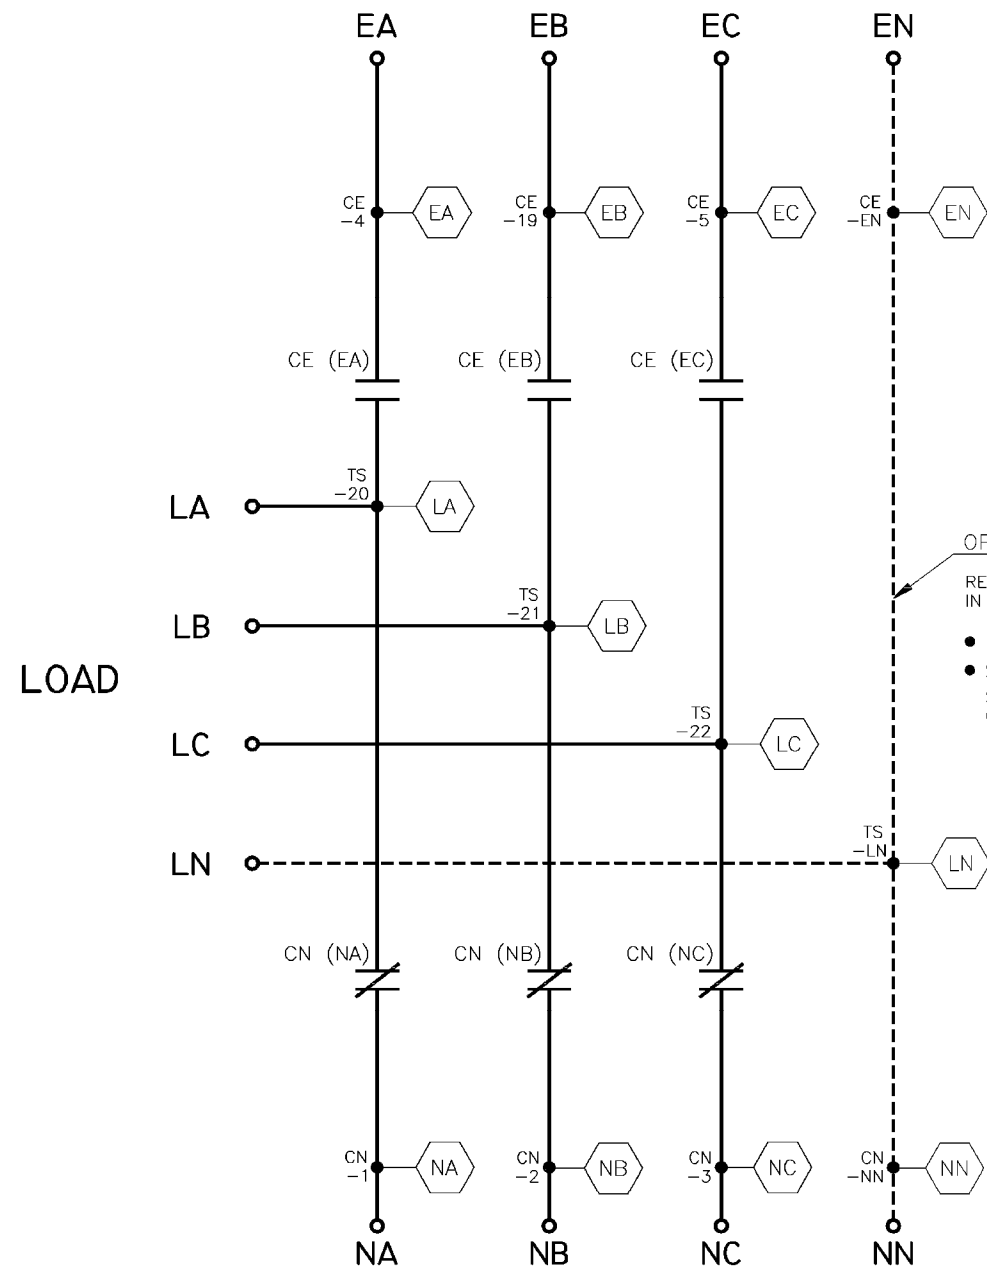 EA EB EC EN
CE
-4
EA
CE
-19
EB
CE
-5
EC
CE
-EN
EN
CE (EA)
CE (EB)
CE (EC)
TS
-20
LA
LA
TS
-21
LB
LB
LOAD
TS
-22
LC
LC
TS
-LN
LN
LN
RE
IN
CN (NA)
CN (NB)
CN (NC)
CN
-1
NA
CN
-2
NB
CN
-3
NC
CN
-NN
NN
NA NB NC NN